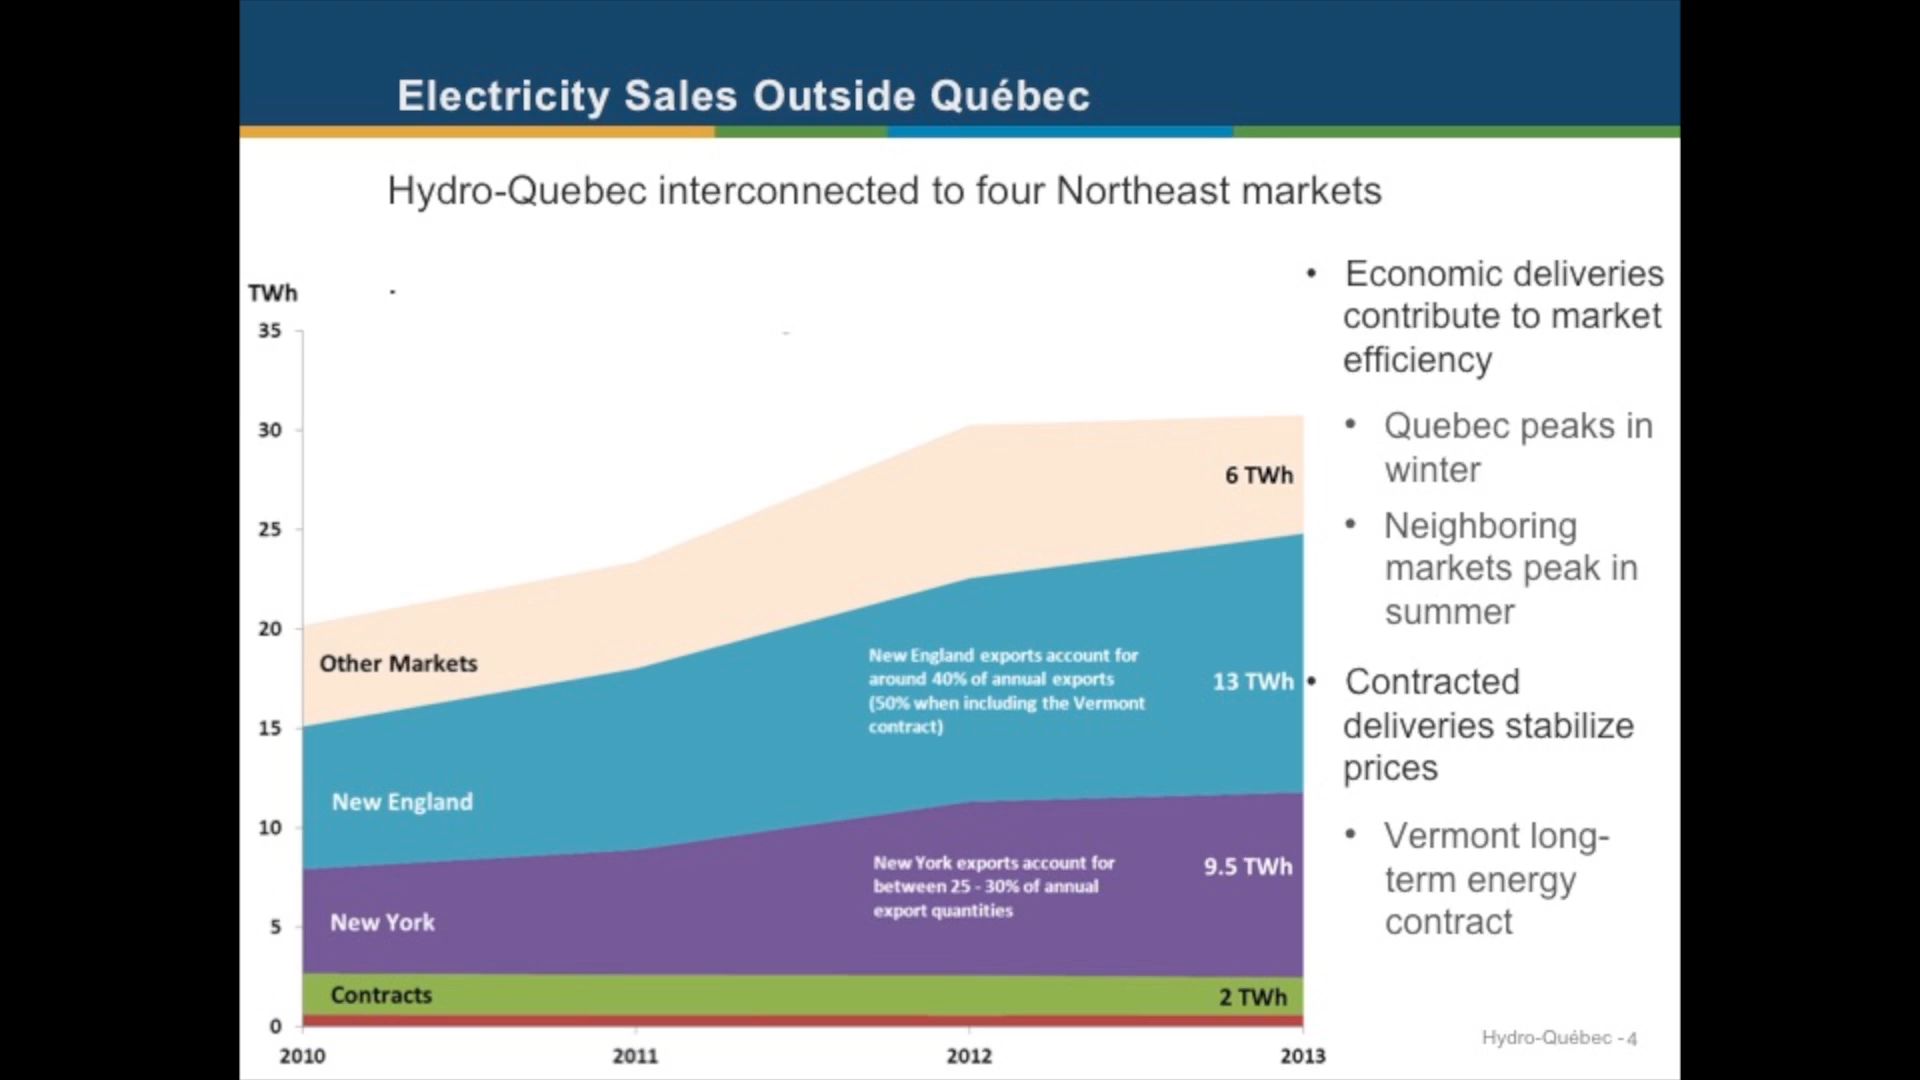 Electricity Sales Outside Québec
Hydro-Quebec interconnected to four Northeast markets
TWh
35
30
25
20
15
10
5
0
2010
2011
2012
2013
Other Markets
New England
New York
Contracts
6 TWh
13 TWh
9.5 TWh
2 TWh
New England exports account for
around 40% of annual exports
(50% when including the Vermont
contract)
New York exports account for
between 25 - 30% of annual
export quantities
• Economic deliveries
contribute to market
efficiency
• Quebec peaks in
winter
• Neighboring
markets peak in
summer
• Contracted
deliveries stabilize
prices
• Vermont long-
term energy
contract
Hydro-Québec - 4